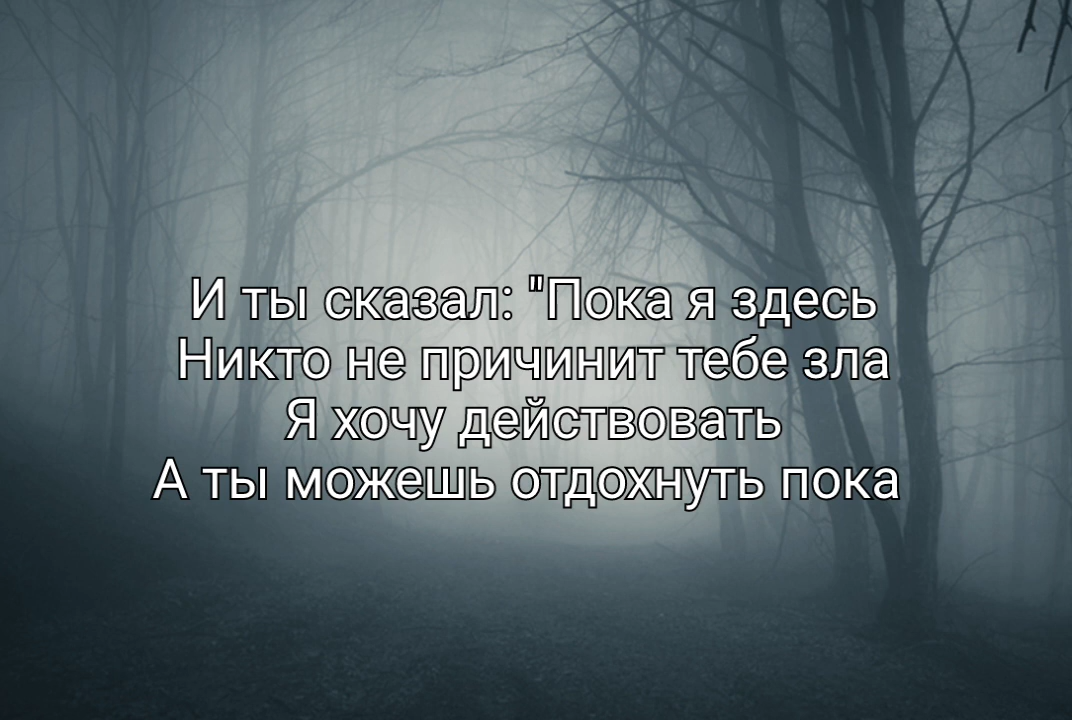 И ты сказал: "Пока я здесь
Никто не причинит тебе зла
Я хочу действовать
А ты можешь отдохнуть пока